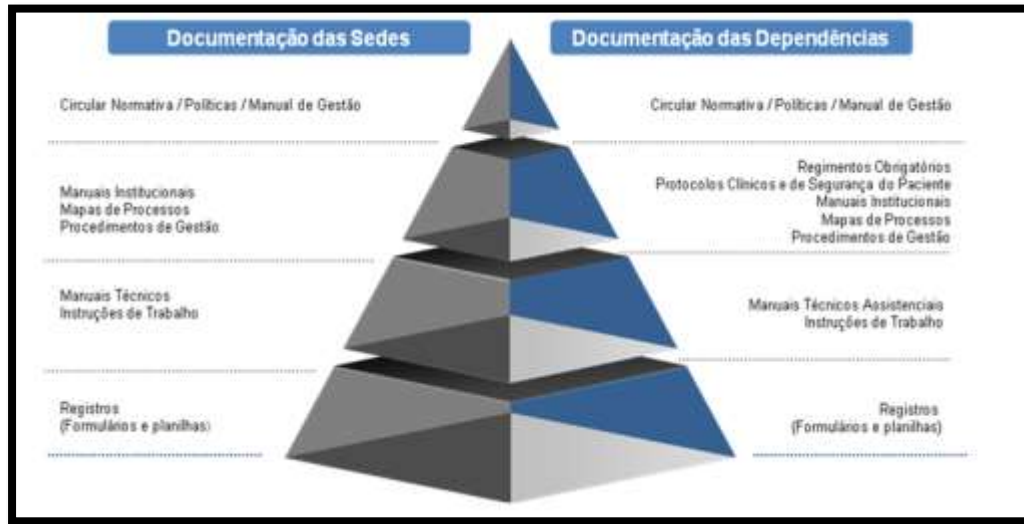 Documentação das Sedes
Documentação das Dependências
Circular Normativa / Políticas / Manual de Gestão
Circular Normativa / Políticas / Manual de Gestão
Manuais Institucionais
Mapas de Processos
Procedimentos de Gestão
Regimentos Obrigatórios
Protocolos Clínicos e de Segurança do Paciente
Manuais Institucionais
Mapas de Processos
Procedimentos de Gestão
Manuais Técnicos
Instruções de Trabalho
Manuais Técnicos Assistenciais
Instruções de Trabalho
Registros
(Formulários e planilhas)
Registros
(Formulários e planilhas)